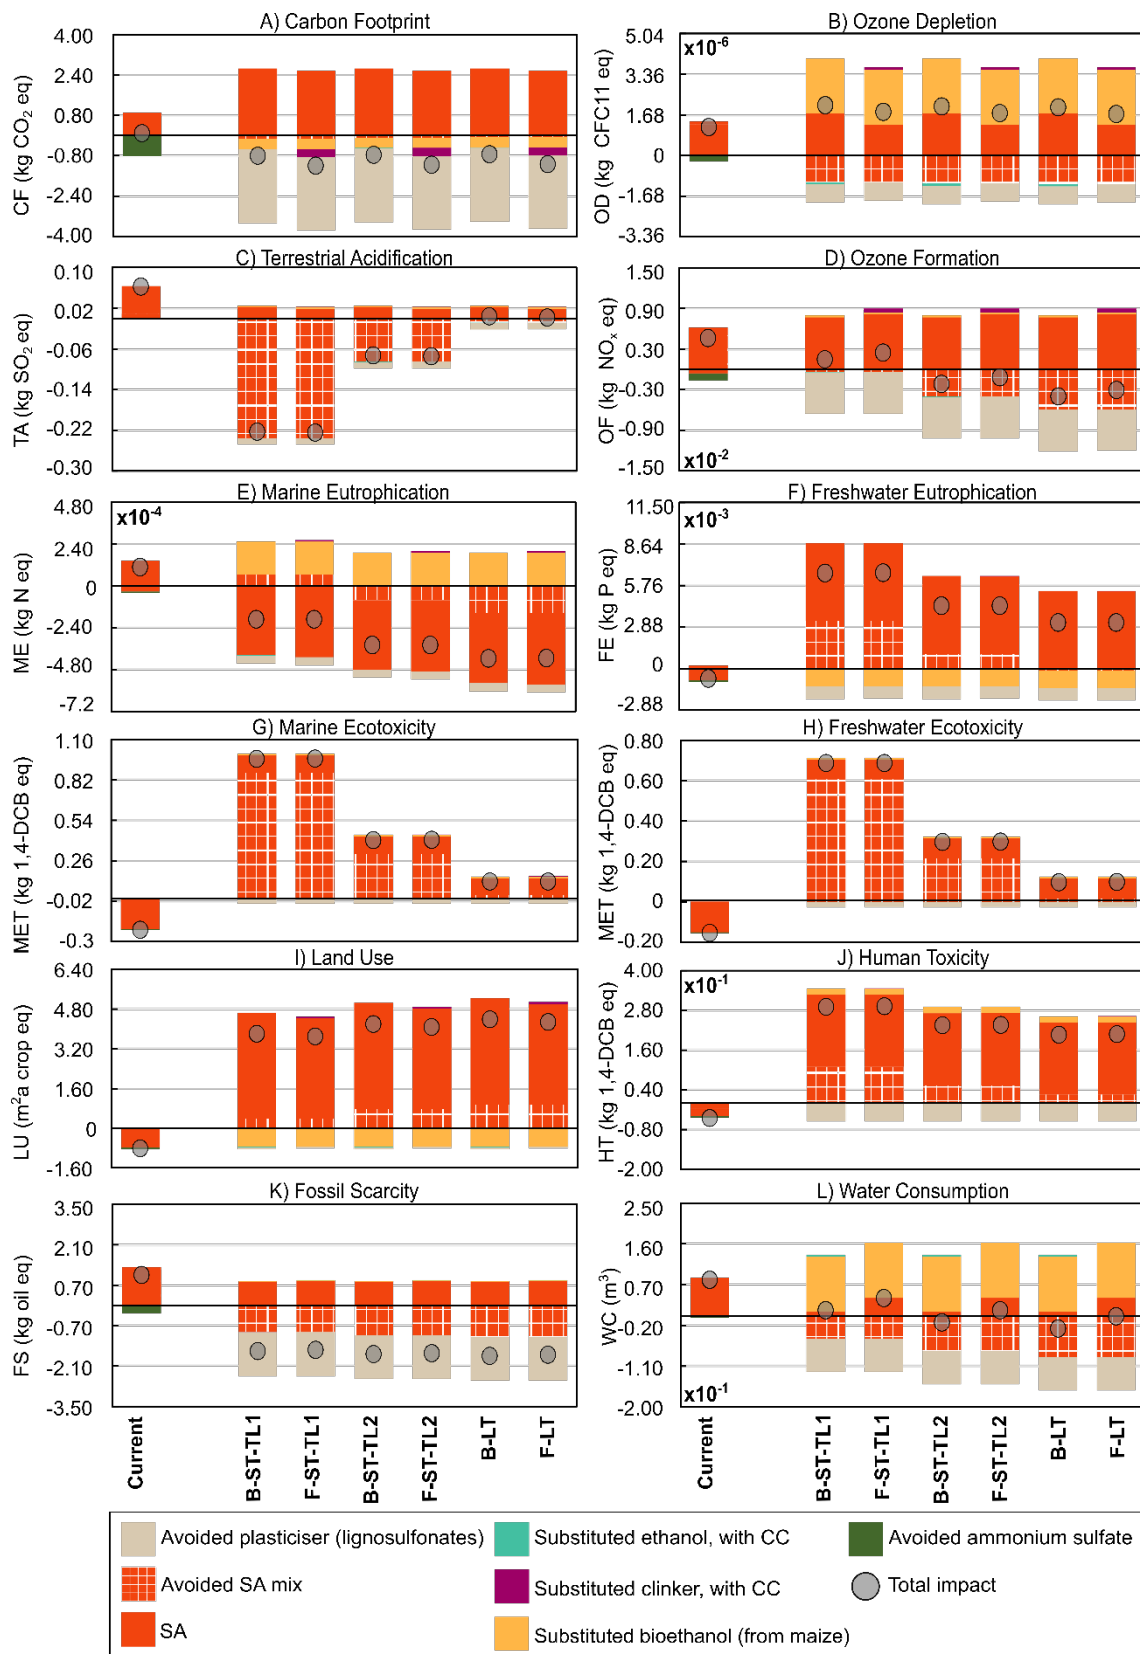 A) Carbon Footprint
4.00
2.40
0.80
-0.80
-2.40
-4.00
CF (kg CO₂ eq)
B) Ozone Depletion
x10⁻⁶
5.04
3.36
1.68
0
-1.68
-3.36
OD (kg CFC11 eq)
C) Terrestrial Acidification
0.10
0.02
-0.06
-0.14
-0.22
-0.30
TA (kg SO₂ eq)
D) Ozone Formation
1.50
0.90
0.30
-0.30
-0.90
-1.50
x10⁻²
OF (kg NOₓ eq)
E) Marine Eutrophication
x10⁻⁴
4.80
2.40
0
-2.40
-4.80
-7.2
ME (kg N eq)
F) Freshwater Eutrophication
x10⁻³
11.50
8.64
5.76
2.88
0
-2.88
FE (kg P eq)
G) Marine Ecotoxicity
1.10
0.82
0.54
0.26
-0.02
-0.3
MET (kg 1,4-DCB eq)
H) Freshwater Ecotoxicity
0.80
0.60
0.40
0.20
0
-0.20
MET (kg 1,4-DCB eq)
I) Land Use
6.40
4.80
3.20
1.60
0
-1.60
LU (m²a crop eq)
J) Human Toxicity
x10⁻¹
4.00
2.80
1.60
0.40
-0.80
-2.00
HT (kg 1,4-DCB eq)
K) Fossil Scarcity
3.50
2.10
0.70
-0.70
-2.10
-3.50
FS (kg oil eq)
L) Water Consumption
2.50
1.60
0.70
-0.20
-1.10
-2.00
x10⁻¹
WC (m³)
Current
B-ST-TL1
F-ST-TL1
B-ST-TL2
F-ST-TL2
B-LT
F-LT
Current
B-ST-TL1
F-ST-TL1
B-ST-TL2
F-ST-TL2
B-LT
F-LT
Avoided plasticiser (lignosulfonates)
Substituted ethanol, with CC
Avoided ammonium sulfate
Avoided SA mix
Substituted clinker, with CC
Total impact
SA
Substituted bioethanol (from maize)